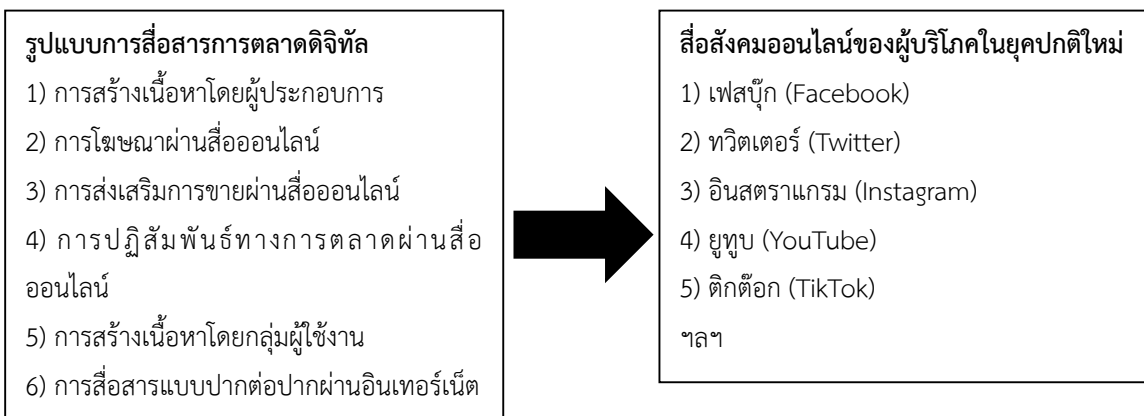 รูปแบบการสื่อสารการตลาดดิจิทัล
1) การสร้างเนื้อหาโดยผู้ประกอบการ
2) การโฆษณาผ่านสื่อออนไลน์
3) การส่งเสริมการขายผ่านสื่อออนไลน์
4) การปฏิสัมพันธ์ทางการตลาดผ่านสื่อ
ออนไลน์
5) การสร้างเนื้อหาโดยกลุ่มผู้ใช้งาน
6) การสื่อสารแบบปากต่อปากผ่านอินเทอร์เน็ต
สื่อสังคมออนไลน์ของผู้บริโภคในยุคปกติใหม่
1) เฟสบุ๊ก (Facebook)
2) ทวิตเตอร์ (Twitter)
3) อินสตราแกรม (Instagram)
4) ยูทูบ (YouTube)
5) ติกต๊อก (TikTok)
ฯลฯ